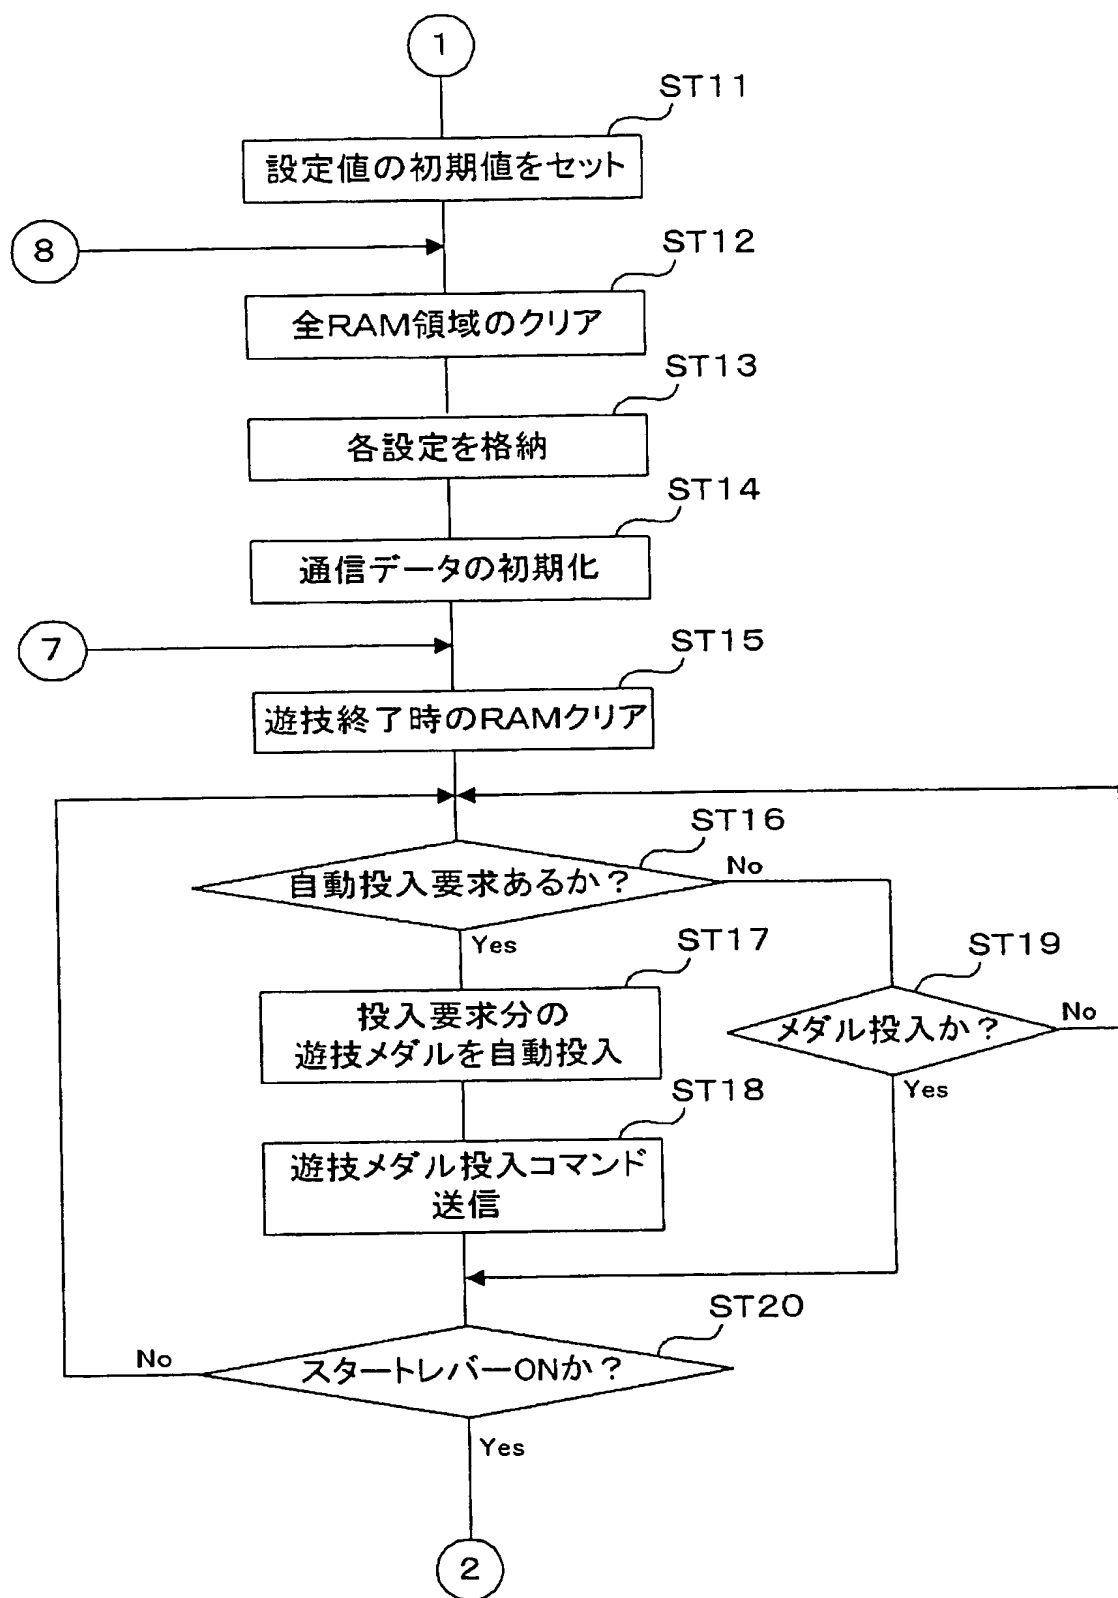 1
ST11
設定値の初期値をセット
8
ST12
全RAM領域のクリア
ST13
各設定を格納
ST14
通信データの初期化
7
ST15
遊技終了時のRAMクリア
ST16
自動投入要求あるか?
No
Yes
ST17
投入要求分の
遊技メダルを自動投入
ST19
メダル投入か?
No
Yes
ST18
遊技メダル投入コマンド
送信
ST20
スタートレバーONか?
No
Yes
2